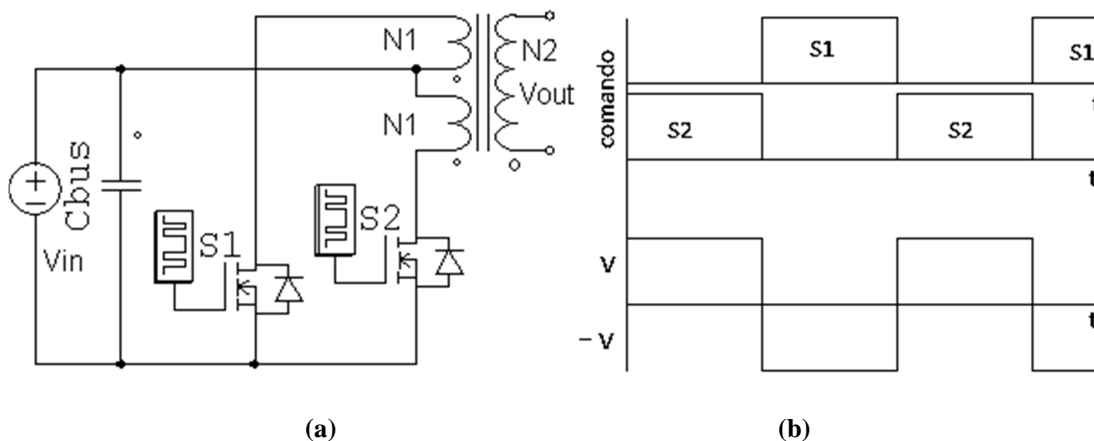 N1
N2
Vout
N1
Cbus
S1
S2
Vin
(a)
comando
S1
S1
t
S2
S2
t
V
t
– V
(b)